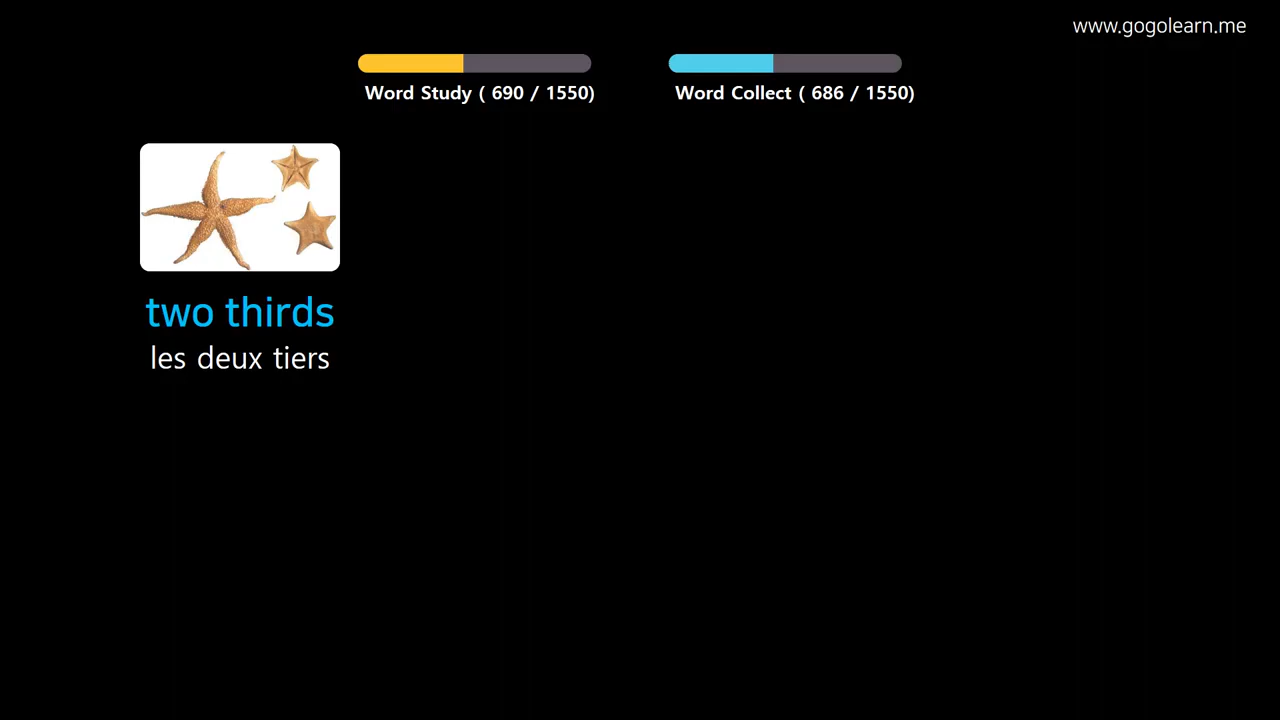 www.gogolearn.me
Word Study ( 690 / 1550)
Word Collect ( 686 / 1550)
two thirds
les deux tiers